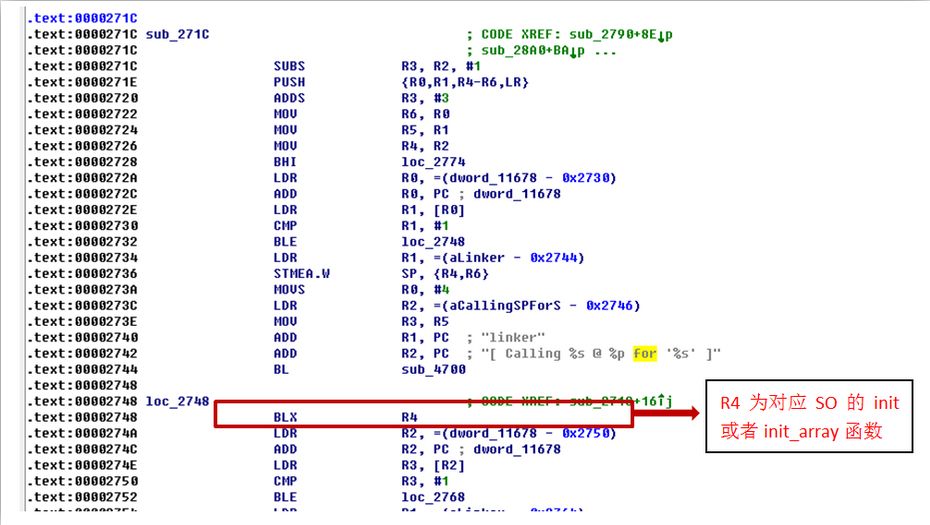 .text:0000271C
.text:0000271C sub_271C ; CODE XREF: sub_2790+8E↓p
.text:0000271C ; sub_28A0+BA↓p ...
.text:0000271C SUBS R3, R2, #1
.text:0000271E PUSH {R0,R1,R4-R6,LR}
.text:00002720 ADDS R3, #3
.text:00002722 MOV R6, R0
.text:00002724 MOV R5, R1
.text:00002726 MOV R4, R2
.text:00002728 BHI loc_2774
.text:0000272A LDR R0, =(dword_11678 - 0x2730)
.text:0000272C ADD R0, PC ; dword_11678
.text:0000272E LDR R1, [R0]
.text:00002730 CMP R1, #1
.text:00002732 BLE loc_2748
.text:00002734 LDR R1, =(aLinker - 0x2744)
.text:00002736 STMEA.W SP, {R4,R6}
.text:0000273A MOVS R0, #4
.text:0000273C LDR R2, =(aCallingSPForS - 0x2746)
.text:0000273E MOV R3, R5
.text:00002740 ADD R1, PC ; "linker"
.text:00002742 ADD R2, PC ; "[ Calling %s @ %p for '%s' ]"
.text:00002744 BL sub_4700
.text:00002748
.text:00002748 loc_2748 ; CODE XREF: sub_271C+16↑j
.text:00002748 BLX R4
R4 为对应 SO 的 init
或者 init_array 函数
.text:0000274A LDR R2, =(dword_11678 - 0x2750)
.text:0000274C ADD R2, PC ; dword_11678
.text:0000274E LDR R3, [R2]
.text:00002750 CMP R3, #1
.text:00002752 BLE loc_2768